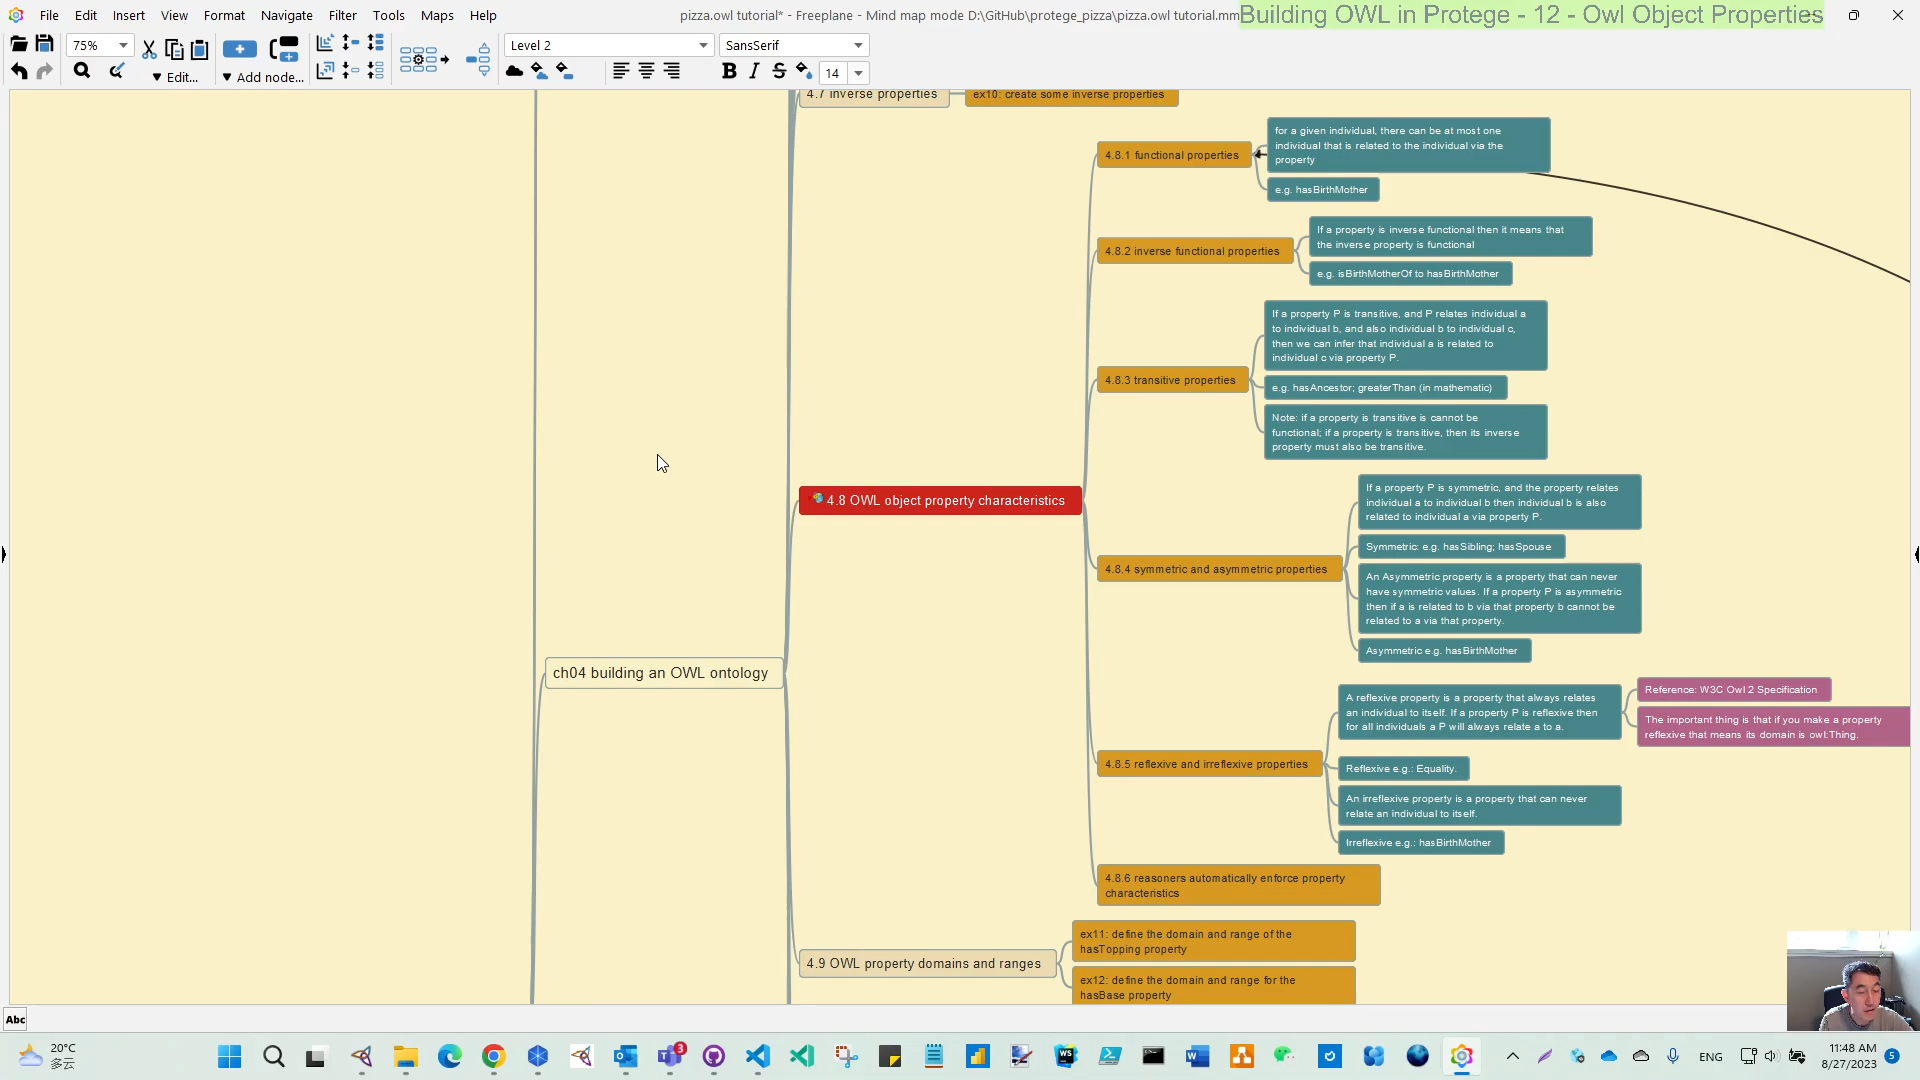 File Edit Insert View Format Navigate Filter Tools Maps Help
pizza.owl tutorial* - Freeplane - Mind map mode D:\GitHub\protege_pizza\pizza.owl tutorial.mm
Building OWL in Protege - 12 - Owl Object Properties
75%
Level 2
SansSerif
Edit...
Add node...
B I S
14
4.7 inverse properties
ex10: create some inverse properties
4.8.1 functional properties
for a given individual, there can be at most one
individual that is related to the individual via the
property
e.g. hasBirthMother
4.8.2 inverse functional properties
If a property is inverse functional then it means that
the inverse property is functional
e.g. isBirthMotherOf to hasBirthMother
4.8.3 transitive properties
If a property P is transitive, and P relates individual a
to individual b, and also individual b to individual c,
then we can infer that individual a is related to
individual c via property P.
e.g. hasAncestor; greaterThan (in mathematic)
Note: if a property is transitive is cannot be
functional; if a property is transitive, then its inverse
property must also be transitive.
4.8 OWL object property characteristics
4.8.4 symmetric and asymmetric properties
If a property P is symmetric, and the property relates
individual a to individual b then individual b is also
related to individual a via property P.
Symmetric: e.g. hasSibling; hasSpouse
An Asymmetric property is a property that can never
have symmetric values. If a property P is asymmetric
then if a is related to b via that property b cannot be
related to a via that property.
Asymmetric e.g. hasBirthMother
ch04 building an OWL ontology
4.8.5 reflexive and irreflexive properties
A reflexive property is a property that always relates
an individual to itself. If a property P is reflexive then
for all individuals a P will always relate a to a.
Reference: W3C Owl 2 Specification
The important thing is that if you make a property
reflexive that means its domain is owl:Thing.
Reflexive e.g.: Equality.
An irreflexive property is a property that can never
relate an individual to itself.
Irreflexive e.g.: hasBirthMother
4.8.6 reasoners automatically enforce property
characteristics
4.9 OWL property domains and ranges
ex11: define the domain and range of the
hasTopping property
ex12: define the domain and range for the
hasBase property
Abc
20°C
多云
3
WS
ENG
11:48 AM
8/27/2023
5